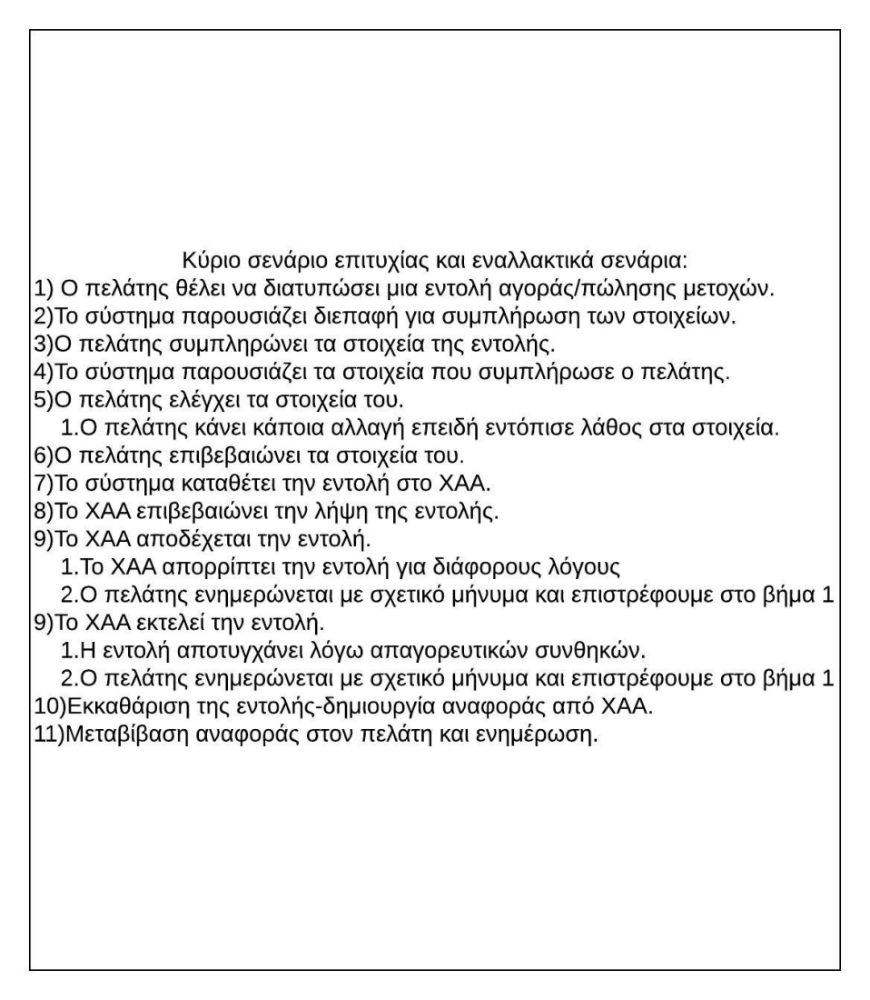 Κύριο σενάριο επιτυχίας και εναλλακτικά σενάρια:
1) Ο πελάτης θέλει να διατυπώσει μια εντολή αγοράς/πώλησης μετοχών.
2)Το σύστημα παρουσιάζει διεπαφή για συμπλήρωση των στοιχείων.
3)Ο πελάτης συμπληρώνει τα στοιχεία της εντολής.
4)Το σύστημα παρουσιάζει τα στοιχεία που συμπλήρωσε ο πελάτης.
5)Ο πελάτης ελέγχει τα στοιχεία του.
1.Ο πελάτης κάνει κάποια αλλαγή επειδή εντόπισε λάθος στα στοιχεία.
6)Ο πελάτης επιβεβαιώνει τα στοιχεία του.
7)Το σύστημα καταθέτει την εντολή στο ΧΑΑ.
8)Το ΧΑΑ επιβεβαιώνει την λήψη της εντολής.
9)Το ΧΑΑ αποδέχεται την εντολή.
1.Το ΧΑΑ απορρίπτει την εντολή για διάφορους λόγους
2.Ο πελάτης ενημερώνεται με σχετικό μήνυμα και επιστρέφουμε στο βήμα 1
9)Το ΧΑΑ εκτελεί την εντολή.
1.Η εντολή αποτυγχάνει λόγω απαγορευτικών συνθηκών.
2.Ο πελάτης ενημερώνεται με σχετικό μήνυμα και επιστρέφουμε στο βήμα 1
10)Εκκαθάριση της εντολής-δημιουργία αναφοράς από ΧΑΑ.
11)Μεταβίβαση αναφοράς στον πελάτη και ενημέρωση.